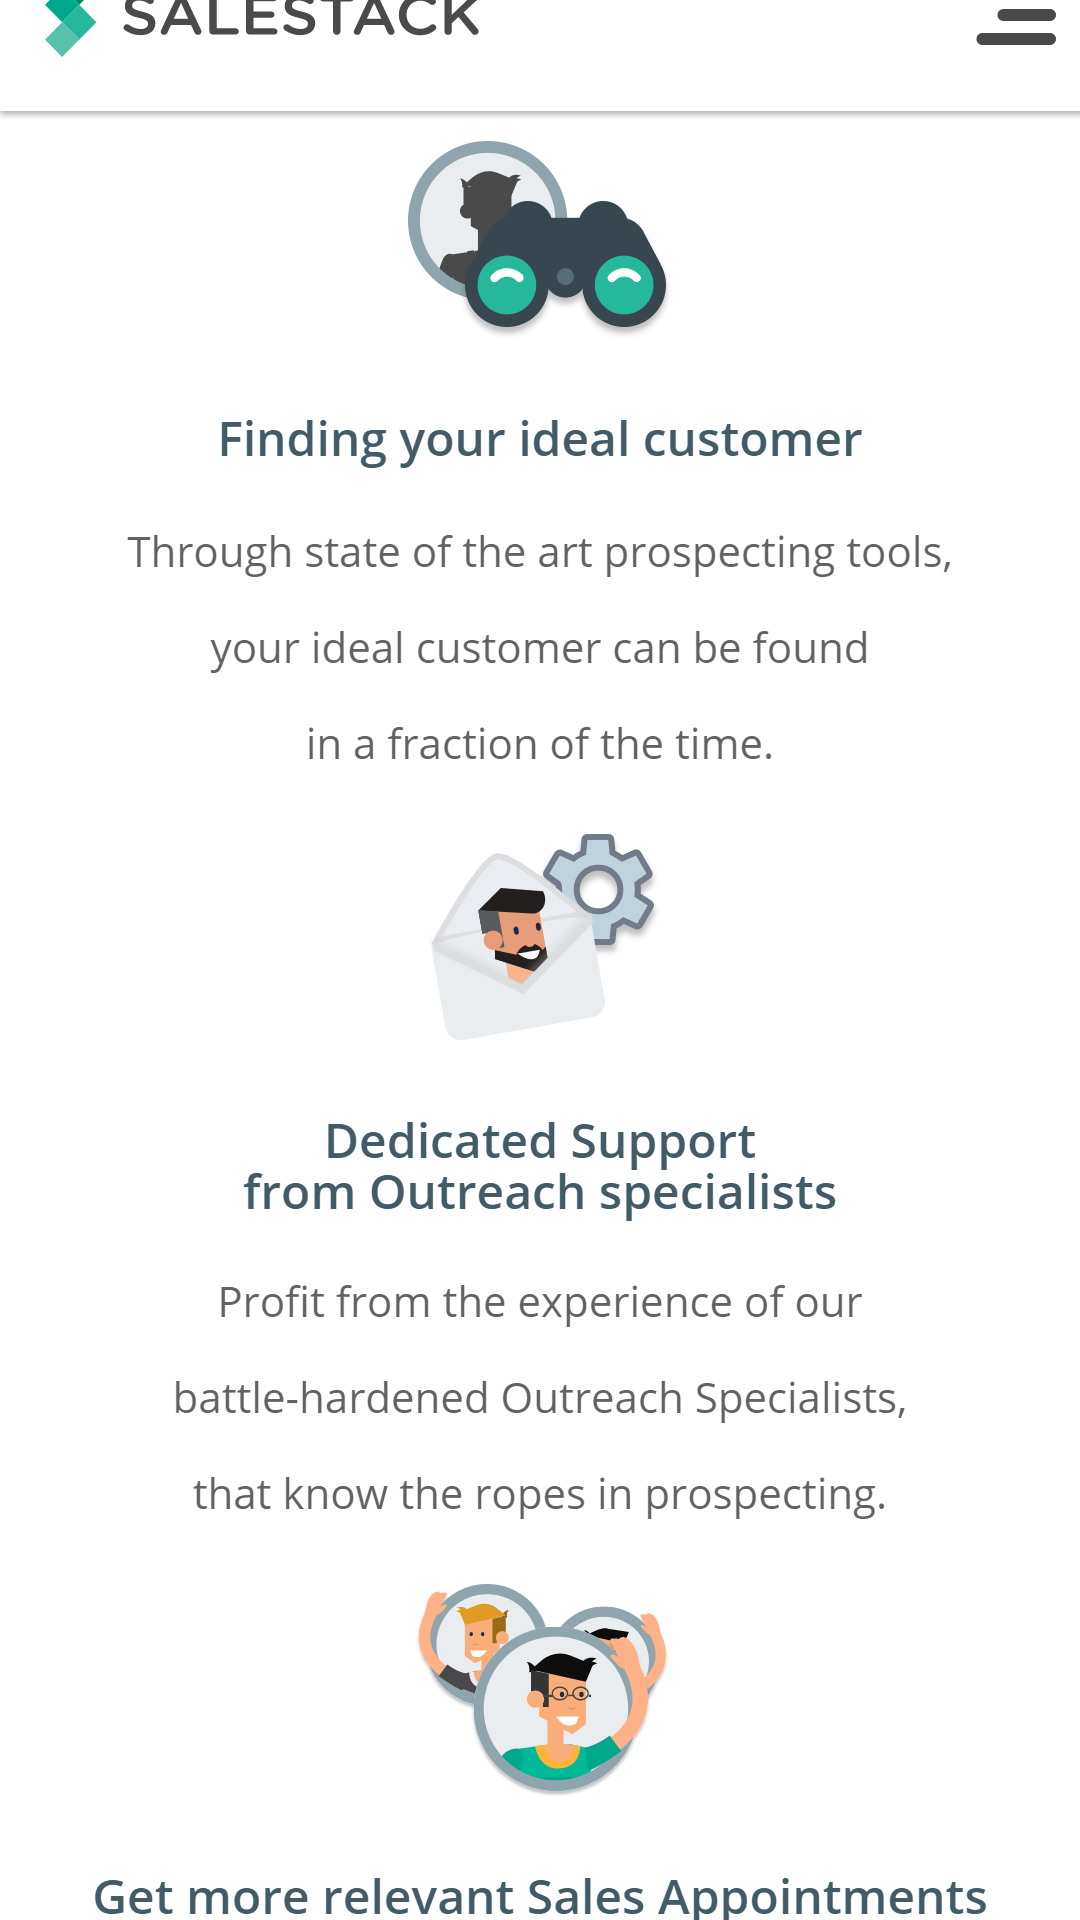 SALESTACK
Finding your ideal customer
Through state of the art prospecting tools,
your ideal customer can be found
in a fraction of the time.
Dedicated Support
from Outreach specialists
Profit from the experience of our
battle-hardened Outreach Specialists,
that know the ropes in prospecting.
Get more relevant Sales Appointments